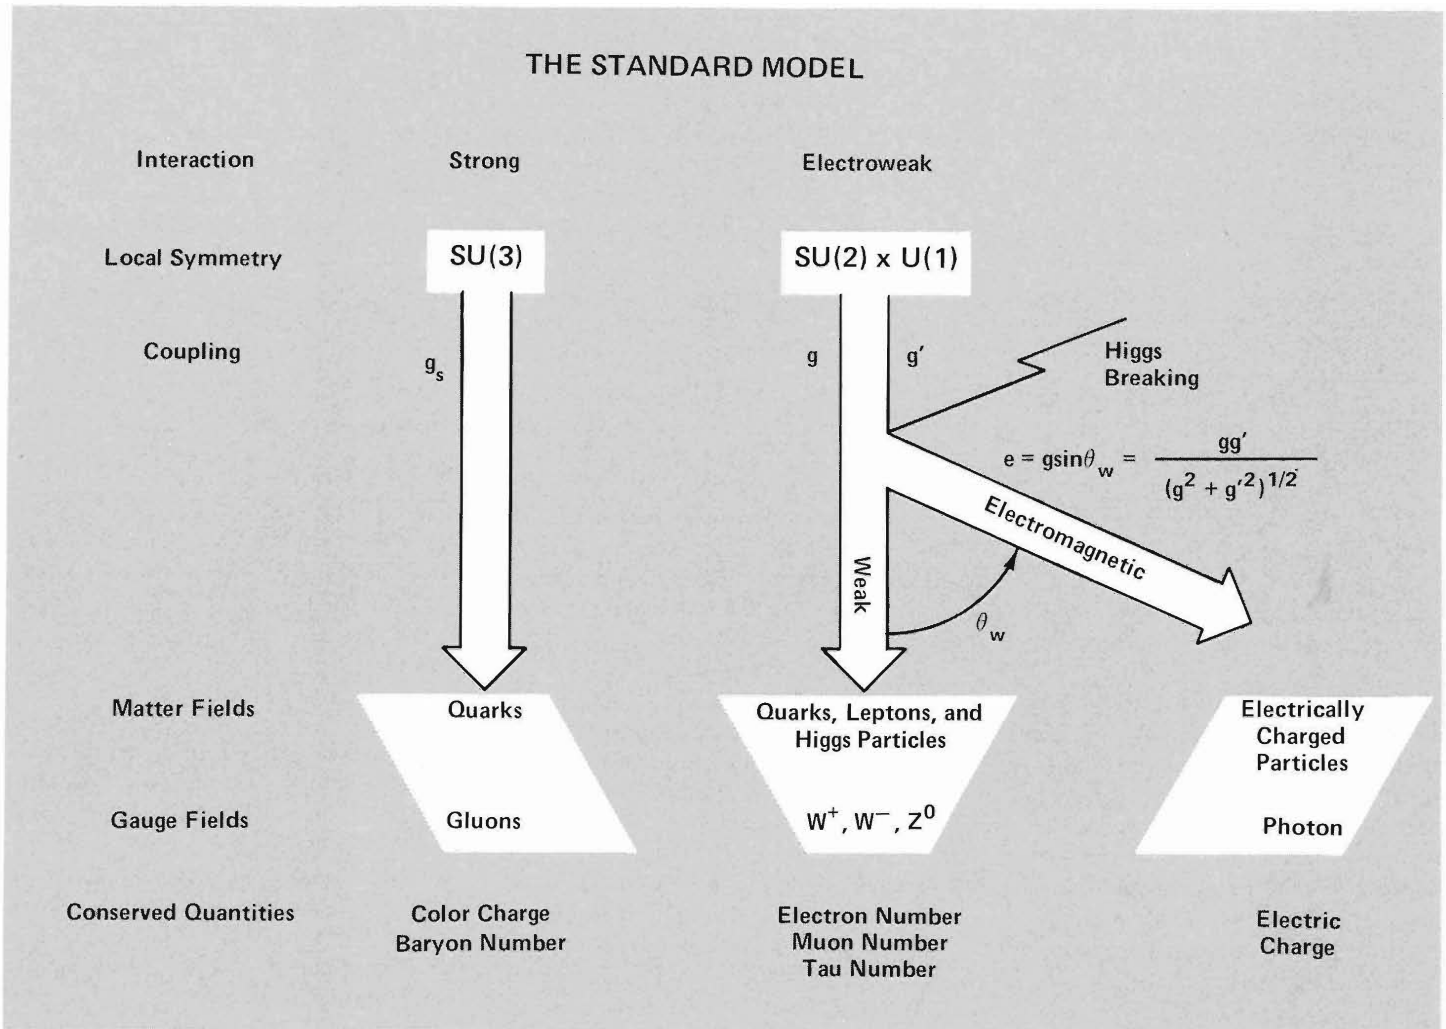 THE STANDARD MODEL
Interaction Strong Electroweak
Local Symmetry SU(3) SU(2) x U(1)
Coupling g_s g g′ Higgs
Breaking
e = gsinθ_w = gg′ / (g² + g′²)^1/2
Electromagnetic
Weak
θ_w
Matter Fields Quarks Quarks, Leptons, and Electrically
Higgs Particles Charged
Particles
Gauge Fields Gluons W⁺, W⁻, Z⁰ Photon
Conserved Quantities Color Charge Electron Number Electric
Baryon Number Muon Number Charge
Tau Number